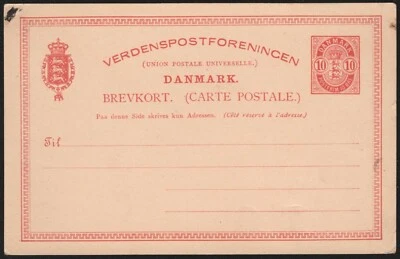 VERDENSPOSTFORENINGEN
(UNION POSTALE UNIVERSELLE.)
DANMARK.
BREVKORT. (CARTE POSTALE.)
Paa denne Side skrives kun Adressen. (Côté réservé à l'adresse.)
DANMARK
10 10
Til